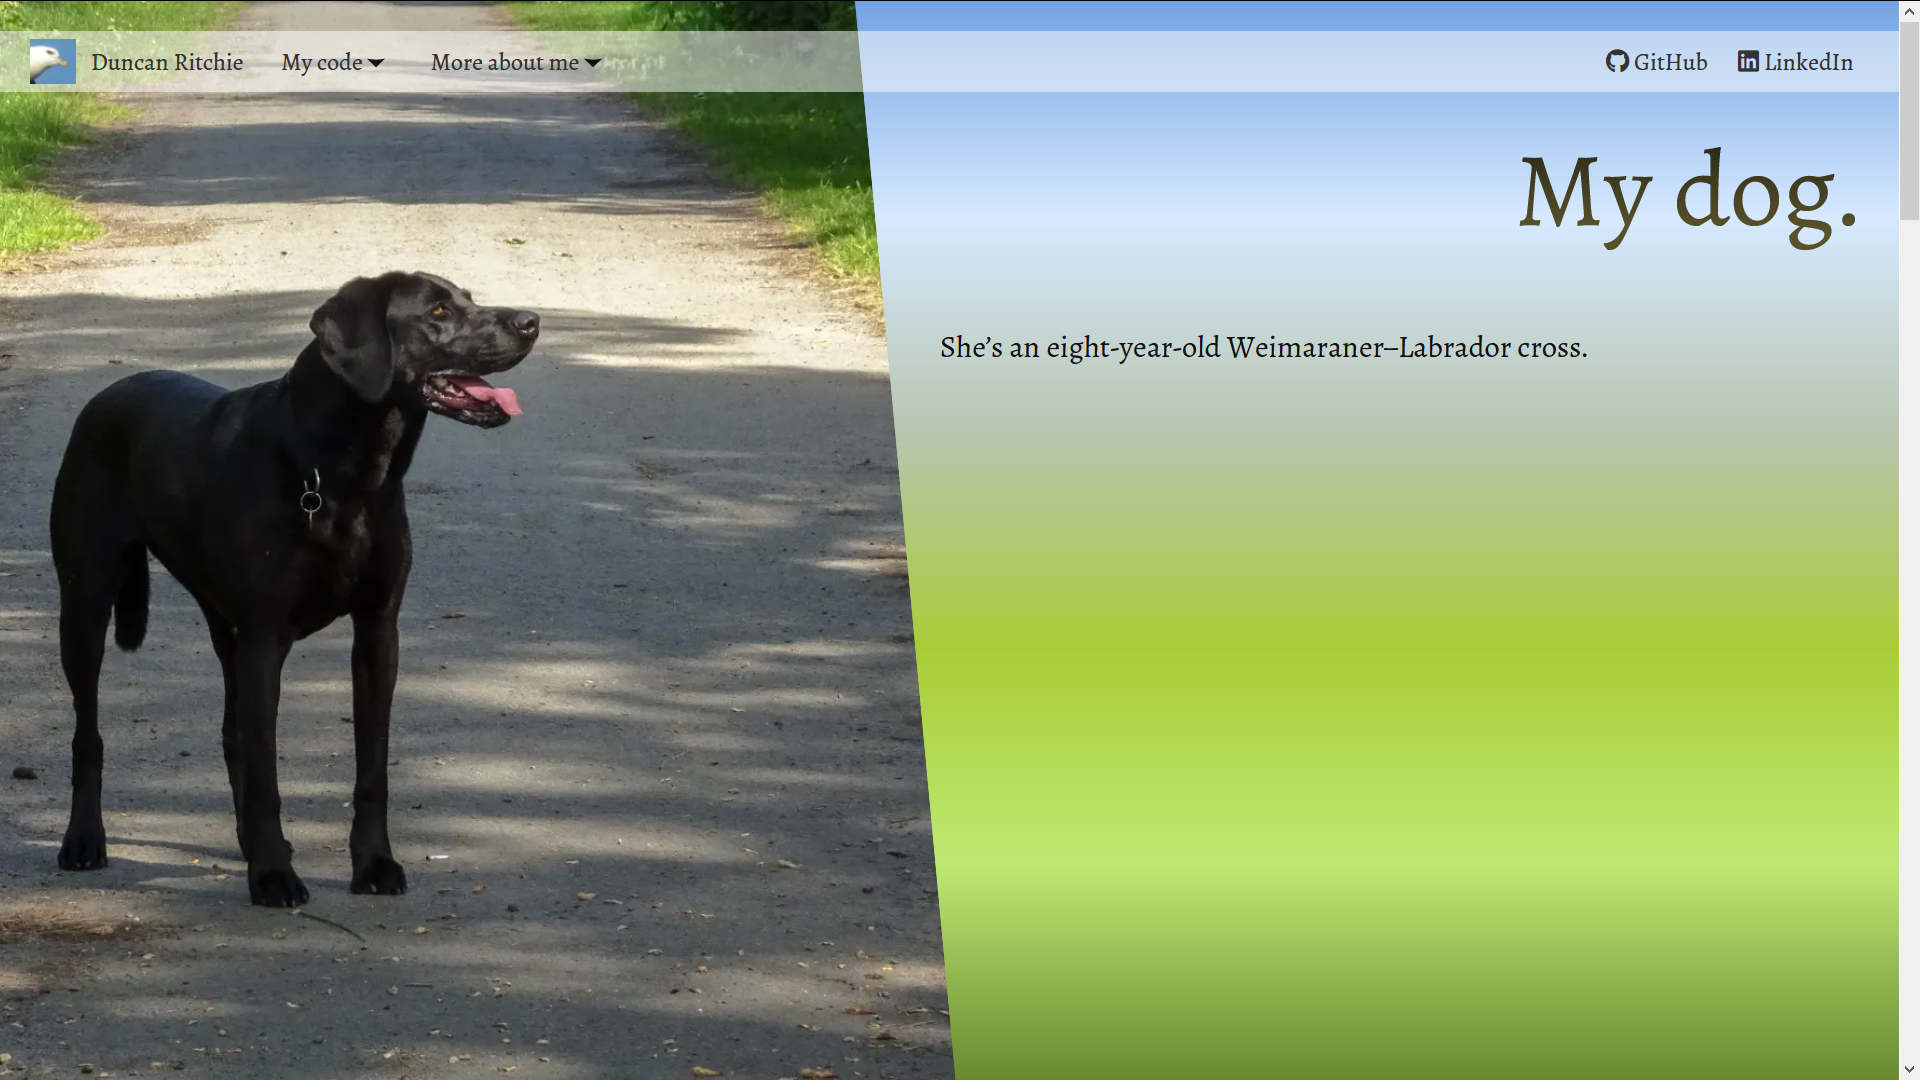 Duncan Ritchie
My code
More about me
GitHub
LinkedIn
My dog.
She’s an eight-year-old Weimaraner–Labrador cross.